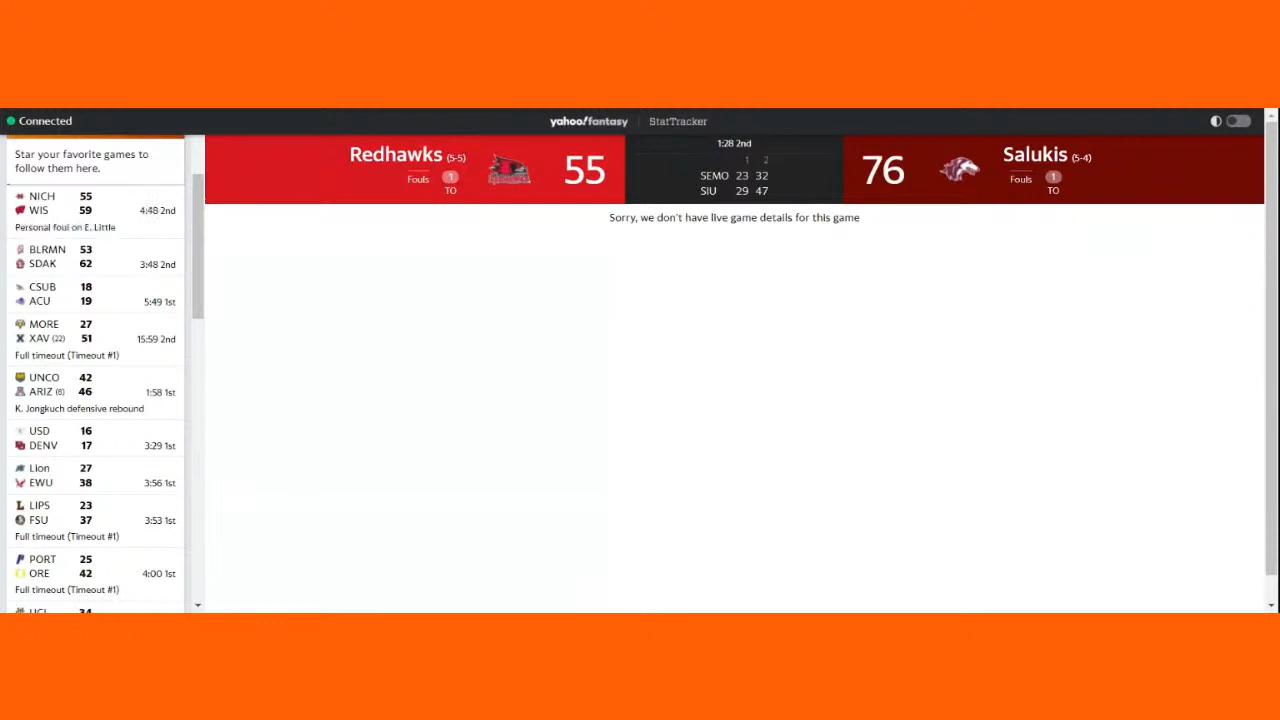 Connected
yahoo!fantasy StatTracker
Star your favorite games to
follow them here.
NICH 55
WIS 59 4:48 2nd
Personal foul on E. Little
BLRMN 53
SDAK 62 3:48 2nd
CSUB 18
ACU 19 5:49 1st
MORE 27
XAV (22) 51 15:59 2nd
Full timeout (Timeout #1)
UNCO 42
ARIZ (8) 46 1:58 1st
K. Jongkuch defensive rebound
USD 16
DENV 17 3:29 1st
Lion 27
EWU 38 3:56 1st
LIPS 23
FSU 37 3:53 1st
Full timeout (Timeout #1)
PORT 25
ORE 42 4:00 1st
Full timeout (Timeout #1)
UCI 34
Redhawks (5-5)
Fouls 1
TO
55
1:28 2nd
1 2
SEMO 23 32
SIU 29 47
76
Salukis (5-4)
Fouls 1
TO
Sorry, we don't have live game details for this game